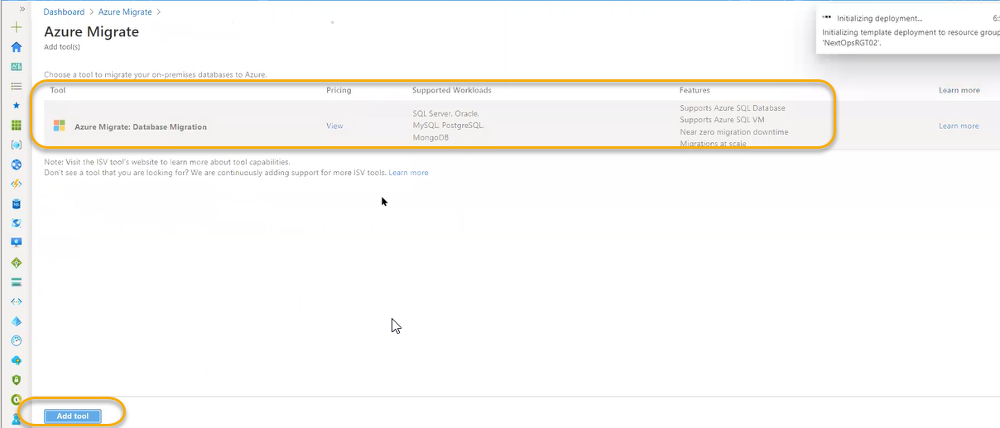 Dashboard > Azure Migrate >
Azure Migrate
Add tool(s)
Initializing deployment...
Initializing template deployment to resource group
'NextOpsRGT02'.
Choose a tool to migrate your on-premises databases to Azure.
Tool Pricing Supported Workloads Features Learn more
Azure Migrate: Database Migration View Learn more
SQL Server, Oracle,
MySQL, PostgreSQL,
MongoDB
Supports Azure SQL Database
Supports Azure SQL VM
Near zero migration downtime
Migrations at scale
Note: Visit the ISV tool's website to learn more about tool capabilities.
Don't see a tool that you are looking for? We are continuously adding support for more ISV tools. Learn more
Add tool